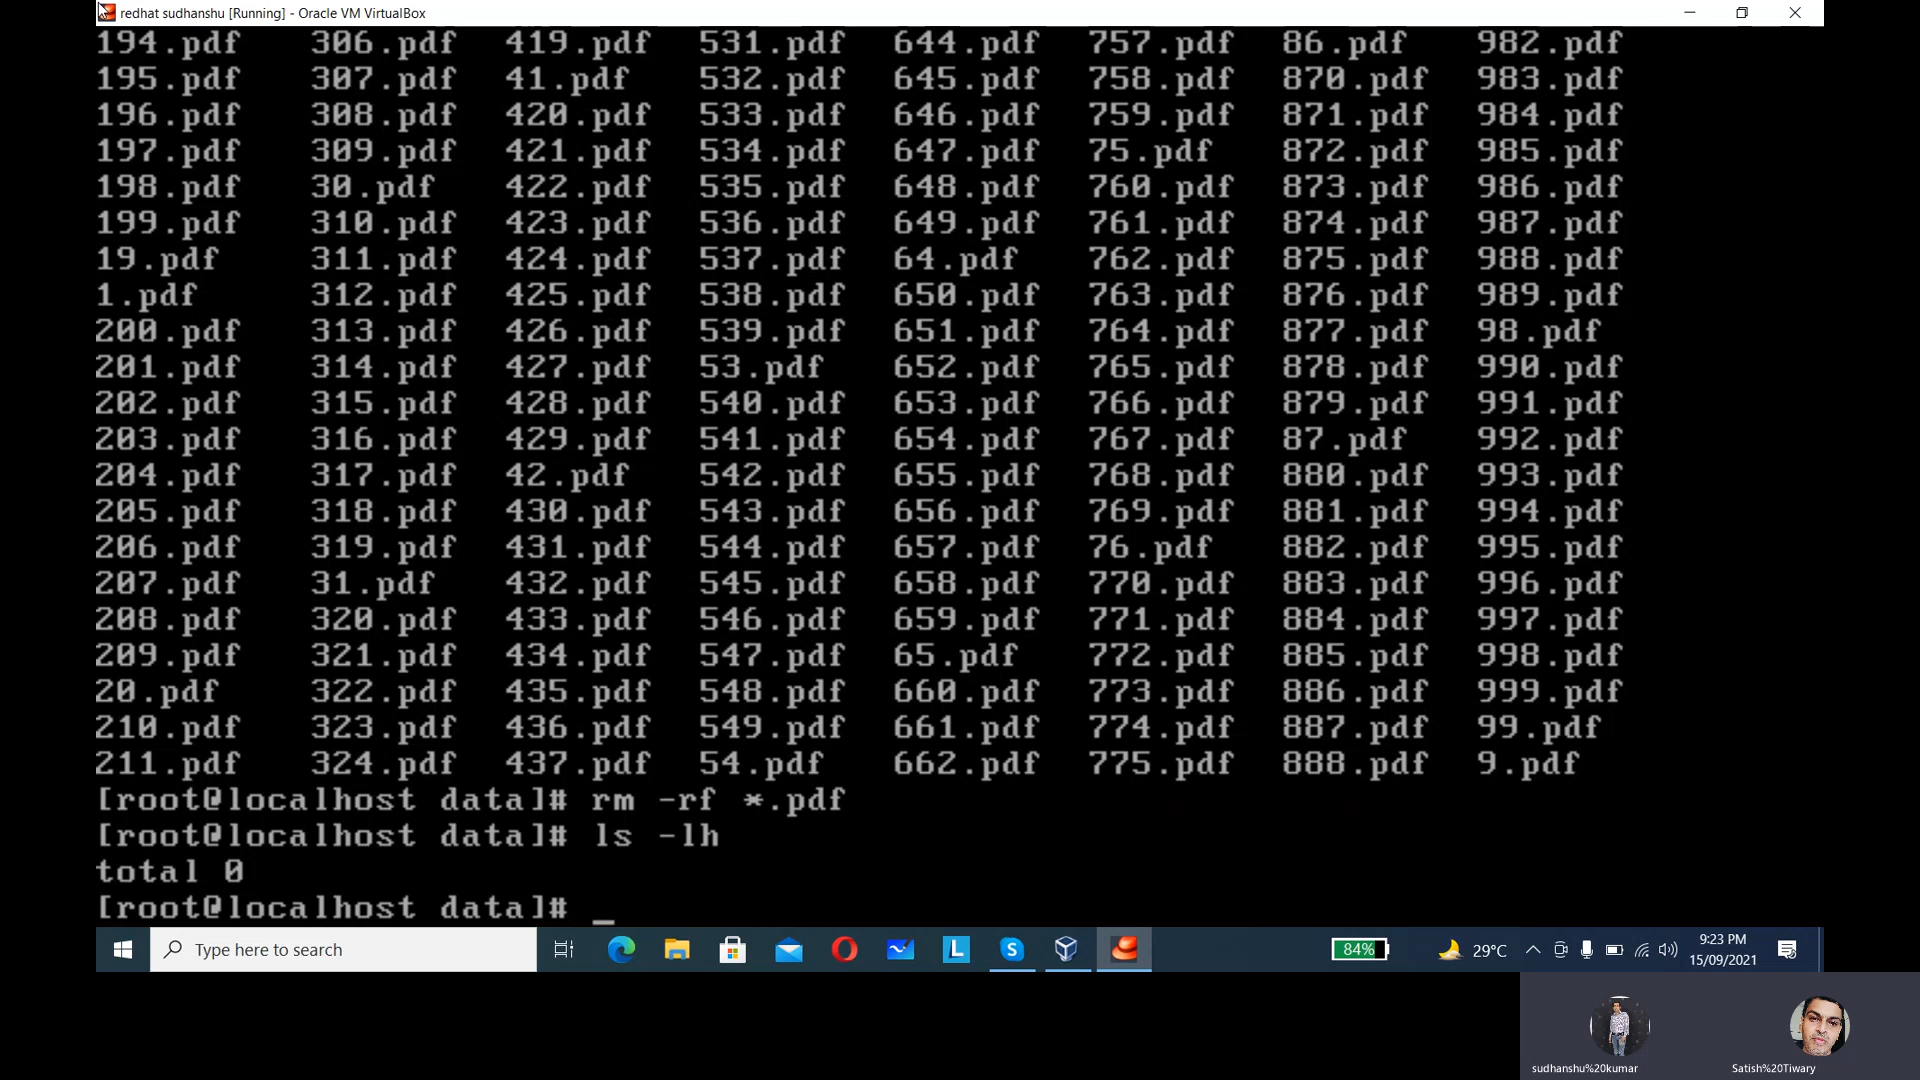 redhat sudhanshu [Running] - Oracle VM VirtualBox
194.pdf 306.pdf 419.pdf 531.pdf 644.pdf 757.pdf 86.pdf 982.pdf
195.pdf 307.pdf 41.pdf 532.pdf 645.pdf 758.pdf 870.pdf 983.pdf
196.pdf 308.pdf 420.pdf 533.pdf 646.pdf 759.pdf 871.pdf 984.pdf
197.pdf 309.pdf 421.pdf 534.pdf 647.pdf 75.pdf 872.pdf 985.pdf
198.pdf 30.pdf 422.pdf 535.pdf 648.pdf 760.pdf 873.pdf 986.pdf
199.pdf 310.pdf 423.pdf 536.pdf 649.pdf 761.pdf 874.pdf 987.pdf
19.pdf 311.pdf 424.pdf 537.pdf 64.pdf 762.pdf 875.pdf 988.pdf
1.pdf 312.pdf 425.pdf 538.pdf 650.pdf 763.pdf 876.pdf 989.pdf
200.pdf 313.pdf 426.pdf 539.pdf 651.pdf 764.pdf 877.pdf 98.pdf
201.pdf 314.pdf 427.pdf 53.pdf 652.pdf 765.pdf 878.pdf 990.pdf
202.pdf 315.pdf 428.pdf 540.pdf 653.pdf 766.pdf 879.pdf 991.pdf
203.pdf 316.pdf 429.pdf 541.pdf 654.pdf 767.pdf 87.pdf 992.pdf
204.pdf 317.pdf 42.pdf 542.pdf 655.pdf 768.pdf 880.pdf 993.pdf
205.pdf 318.pdf 430.pdf 543.pdf 656.pdf 769.pdf 881.pdf 994.pdf
206.pdf 319.pdf 431.pdf 544.pdf 657.pdf 76.pdf 882.pdf 995.pdf
207.pdf 31.pdf 432.pdf 545.pdf 658.pdf 770.pdf 883.pdf 996.pdf
208.pdf 320.pdf 433.pdf 546.pdf 659.pdf 771.pdf 884.pdf 997.pdf
209.pdf 321.pdf 434.pdf 547.pdf 65.pdf 772.pdf 885.pdf 998.pdf
20.pdf 322.pdf 435.pdf 548.pdf 660.pdf 773.pdf 886.pdf 999.pdf
210.pdf 323.pdf 436.pdf 549.pdf 661.pdf 774.pdf 887.pdf 99.pdf
211.pdf 324.pdf 437.pdf 54.pdf 662.pdf 775.pdf 888.pdf 9.pdf
[root@localhost data]# rm -rf *.pdf
[root@localhost data]# ls -lh
total 0
[root@localhost data]# _
Type here to search
L
S
84%
29°C
9:23 PM
15/09/2021
sudhanshu%20kumar
Satish%20Tiwary